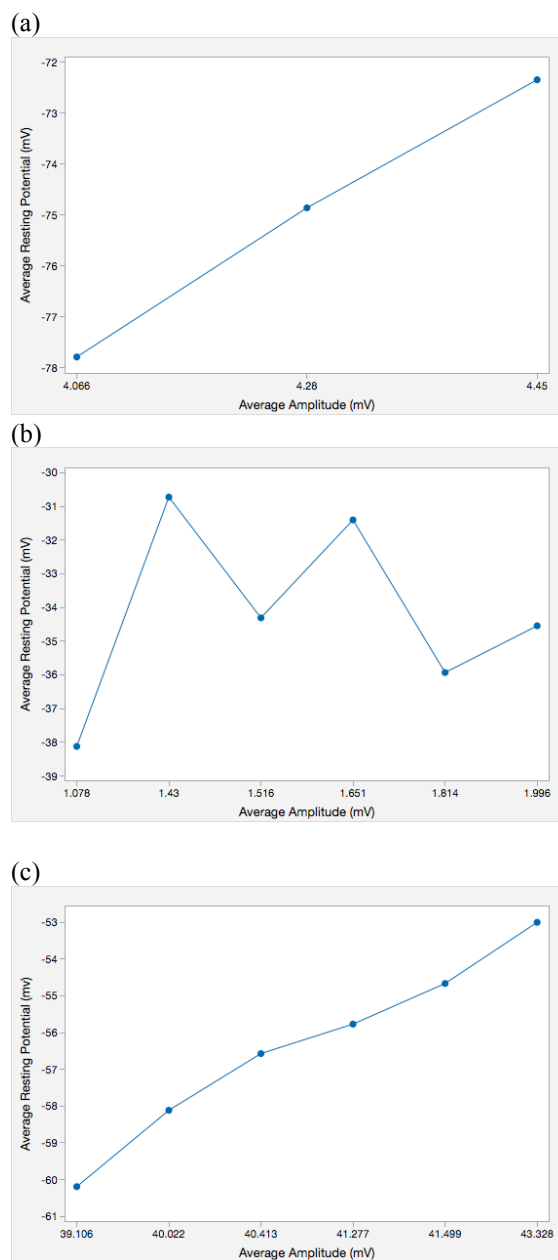 (a)
-72
-73
-74
-75
-76
-77
-78
Average Resting Potential (mV)
4.066 4.28 4.45
Average Amplitude (mV)
(b)
-30
-31
-32
-33
-34
-35
-36
-37
-38
-39
Average Resting Potential (mV)
1.078 1.43 1.516 1.651 1.814 1.996
Average Amplitude (mV)
(c)
-53
-54
-55
-56
-57
-58
-59
-60
-61
Average Resting Potential (mv)
39.106 40.022 40.413 41.277 41.499 43.328
Average Amplitude (mV)